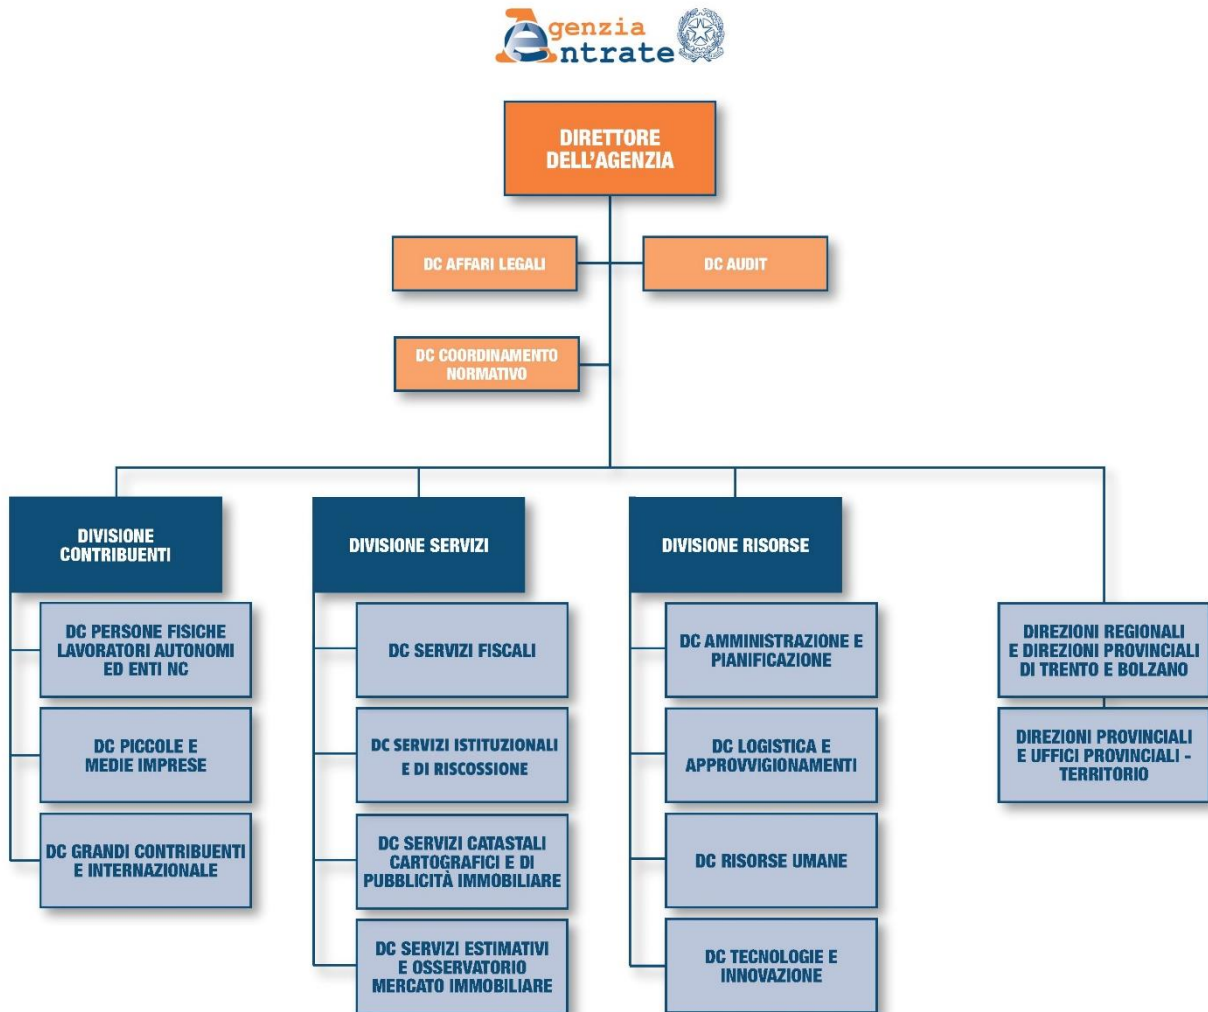 Agenzia
Entrate
DIRETTORE
DELL'AGENZIA
DC AFFARI LEGALI
DC AUDIT
DC COORDINAMENTO
NORMATIVO
DIVISIONE
CONTRIBUENTI
DC PERSONE FISICHE
LAVORATORI AUTONOMI
ED ENTI NC
DC PICCOLE E
MEDIE IMPRESE
DC GRANDI CONTRIBUENTI
E INTERNAZIONALE
DIVISIONE SERVIZI
DC SERVIZI FISCALI
DC SERVIZI ISTITUZIONALI
E DI RISCOSSIONE
DC SERVIZI CATASTALI
CARTOGRAFICI E DI
PUBBLICITÀ IMMOBILIARE
DC SERVIZI ESTIMATIVI
E OSSERVATORIO
MERCATO IMMOBILIARE
DIVISIONE RISORSE
DC AMMINISTRAZIONE E
PIANIFICAZIONE
DC LOGISTICA E
APPROVVIGIONAMENTI
DC RISORSE UMANE
DC TECNOLOGIE E
INNOVAZIONE
DIREZIONI REGIONALI
E DIREZIONI PROVINCIALI
DI TRENTO E BOLZANO
DIREZIONI PROVINCIALI
E UFFICI PROVINCIALI -
TERRITORIO